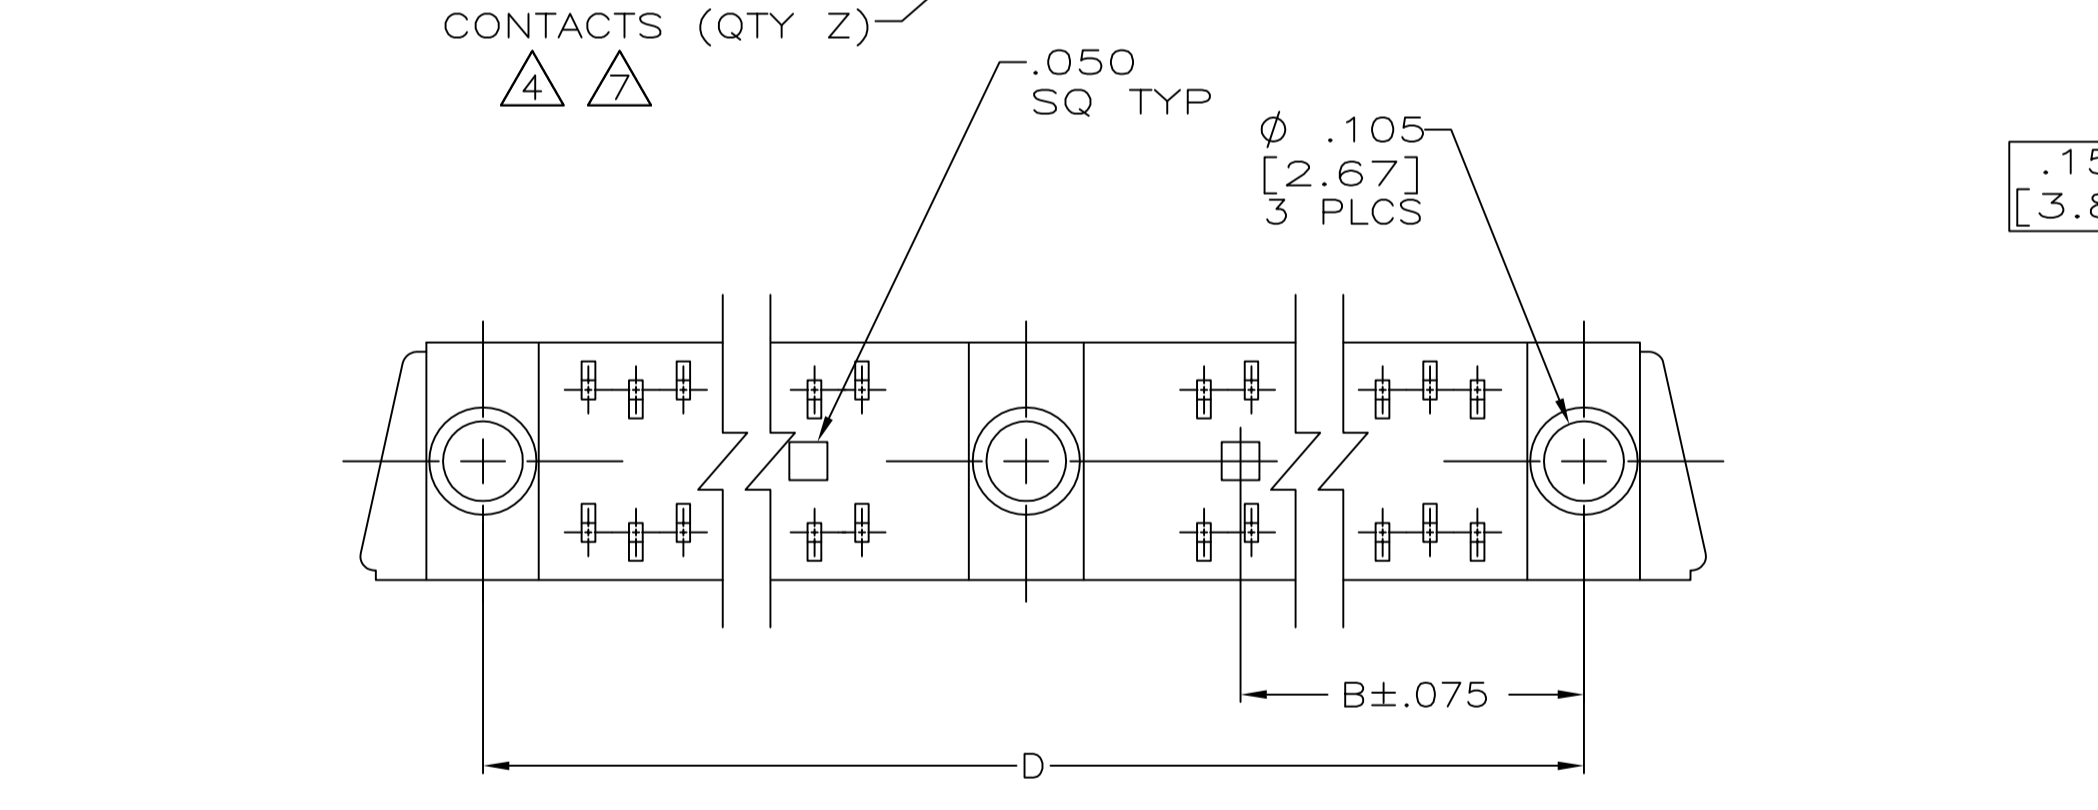 CONTACTS (QTY Z)
4 7
.050
SQ TYP
Ø .105
[2.67]
3 PLCS
.15
[3.8
B±.075
D